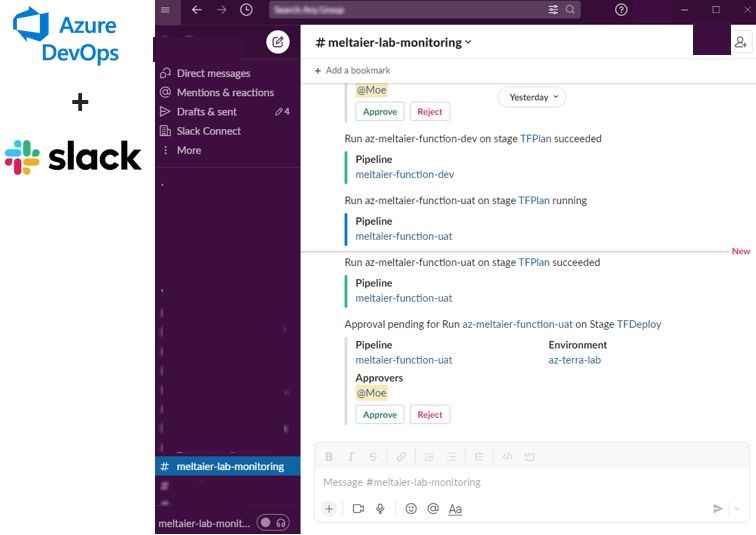 Azure
DevOps
+
slack
Direct messages
Mentions & reactions
Drafts & sent
4
Slack Connect
More
# meltaier-lab-monitoring
meltaier-lab-monit...
# meltaier-lab-monitoring
+ Add a bookmark
Yesterday
@Moe
Approve Reject
Run az-meltaier-function-dev on stage TFPlan succeeded
Pipeline
meltaier-function-dev
Run az-meltaier-function-uat on stage TFPlan running
Pipeline
meltaier-function-uat
New
Run az-meltaier-function-uat on stage TFPlan succeeded
Pipeline
meltaier-function-uat
Approval pending for Run az-meltaier-function-uat on Stage TFDeploy
Pipeline Environment
meltaier-function-uat az-terra-lab
Approvers
@Moe
Approve Reject
B I S
Message #meltaier-lab-monitoring
+ @ Aa